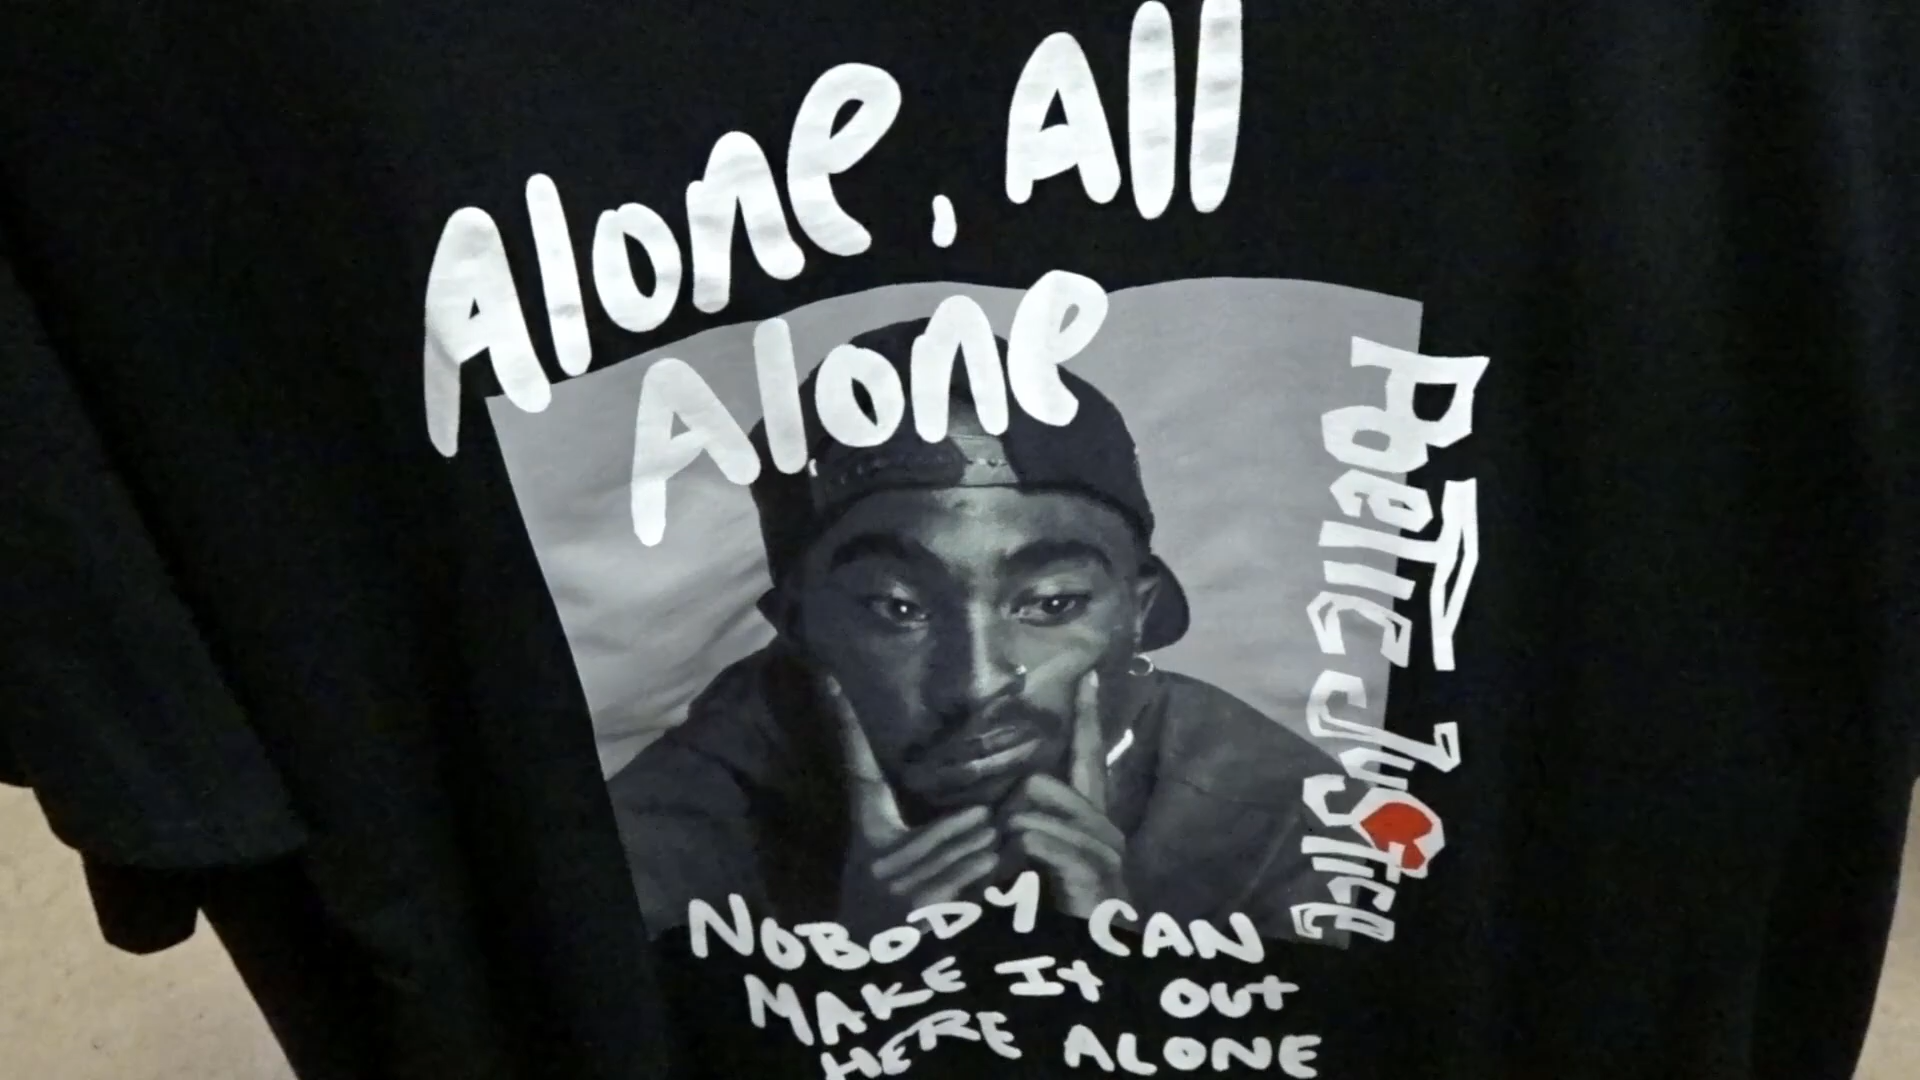 Alone, All
Alone
Poetic Justice
NOBODY CAN
MAKE It Out
HERE ALONE